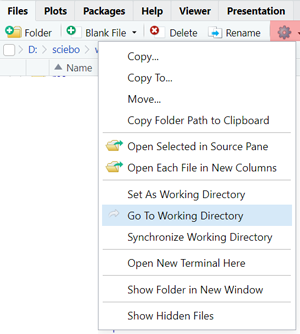 Files Plots Packages Help Viewer Presentation
Folder Blank File Delete Rename
D: sciebo
Name
Copy...
Copy To...
Move...
Copy Folder Path to Clipboard
Open Selected in Source Pane
Open Each File in New Columns
Set As Working Directory
Go To Working Directory
Synchronize Working Directory
Open New Terminal Here
Show Folder in New Window
Show Hidden Files